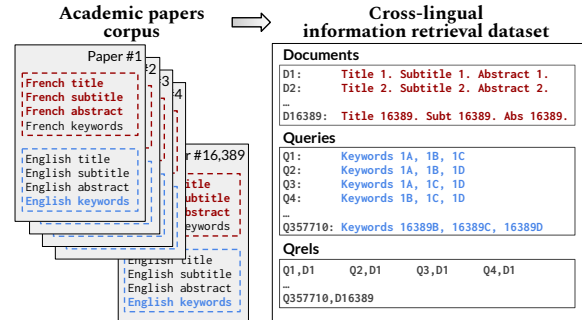 Academic papers
corpus
Paper #1
French title
French subtitle
French abstract
French keywords
English title
English subtitle
English abstract
English keywords
#2
#3
#4
#16,389
English title
English subtitle
English abstract
English keywords
Cross-lingual
information retrieval dataset
Documents
D1: Title 1. Subtitle 1. Abstract 1.
D2: Title 2. Subtitle 2. Abstract 2.
…
D16389: Title 16389. Subt 16389. Abs 16389.
Queries
Q1: Keywords 1A, 1B, 1C
Q2: Keywords 1A, 1B, 1D
Q3: Keywords 1A, 1C, 1D
Q4: Keywords 1B, 1C, 1D
…
Q357710: Keywords 16389B, 16389C, 16389D
Qrels
Q1,D1 Q2,D1 Q3,D1 Q4,D1
…
Q357710,D16389